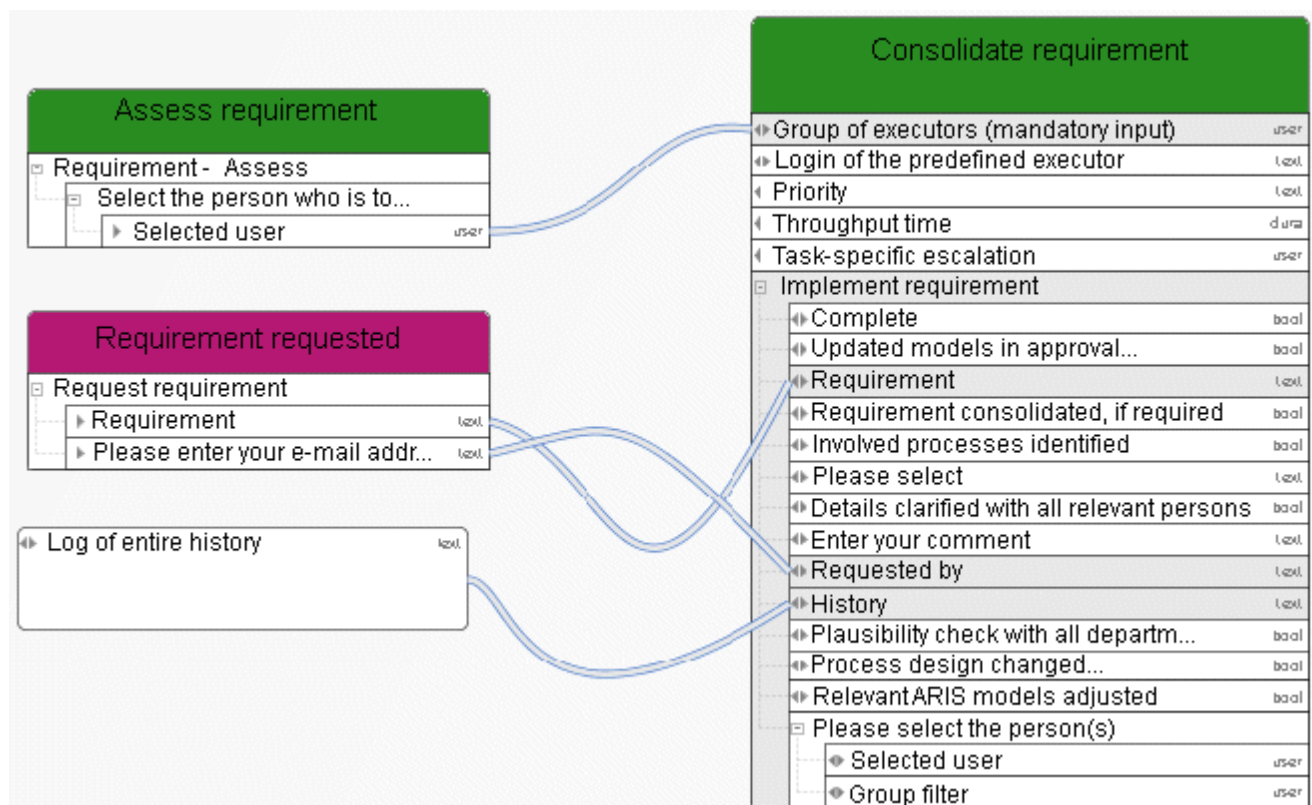 Assess requirement
Requirement - Assess
Select the person who is to...
Selected user user
Requirement requested
Request requirement
Requirement text
Please enter your e-mail addr... text
Log of entire history text
Consolidate requirement
Group of executors (mandatory input) user
Login of the predefined executor text
Priority text
Throughput time dura
Task-specific escalation user
Implement requirement
Complete bool
Updated models in approval... bool
Requirement text
Requirement consolidated, if required bool
Involved processes identified bool
Please select text
Details clarified with all relevant persons bool
Enter your comment text
Requested by text
History text
Plausibility check with all departm... bool
Process design changed... bool
Relevant ARIS models adjusted bool
Please select the person(s)
Selected user user
Group filter user